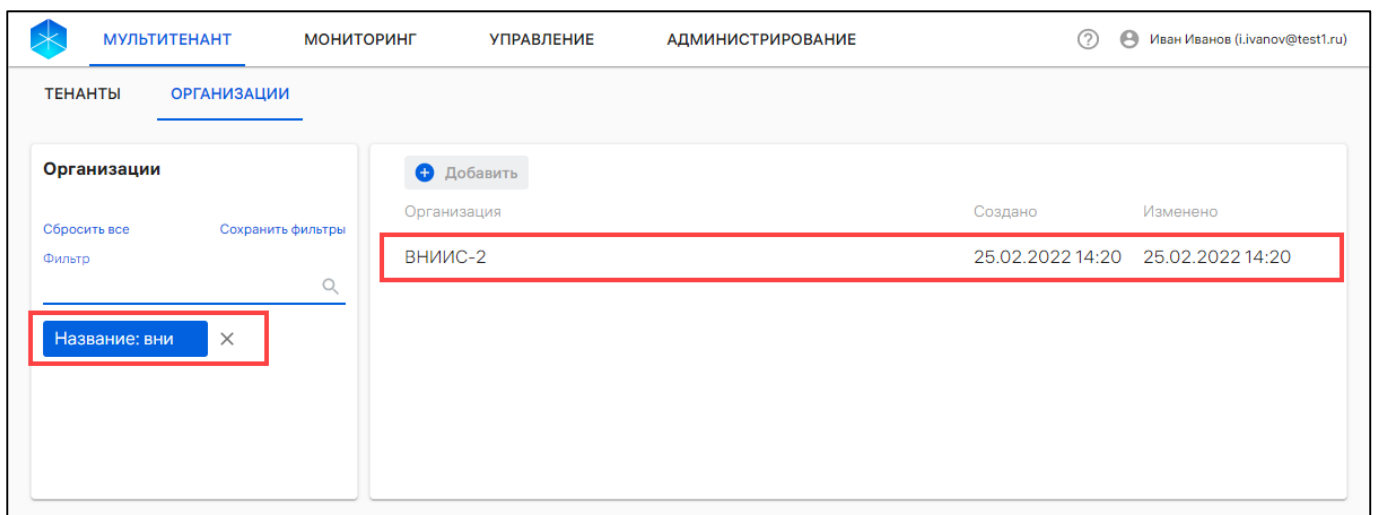 МУЛЬТИТЕНАНТ МОНИТОРИНГ УПРАВЛЕНИЕ АДМИНИСТРИРОВАНИЕ ? Иван Иванов (i.ivanov@test1.ru)
ТЕНАНТЫ ОРГАНИЗАЦИИ
Организации
Сбросить все Сохранить фильтры
Фильтр
Название: вни
Добавить
Организация Создано Изменено
ВНИИС-2 25.02.2022 14:20 25.02.2022 14:20